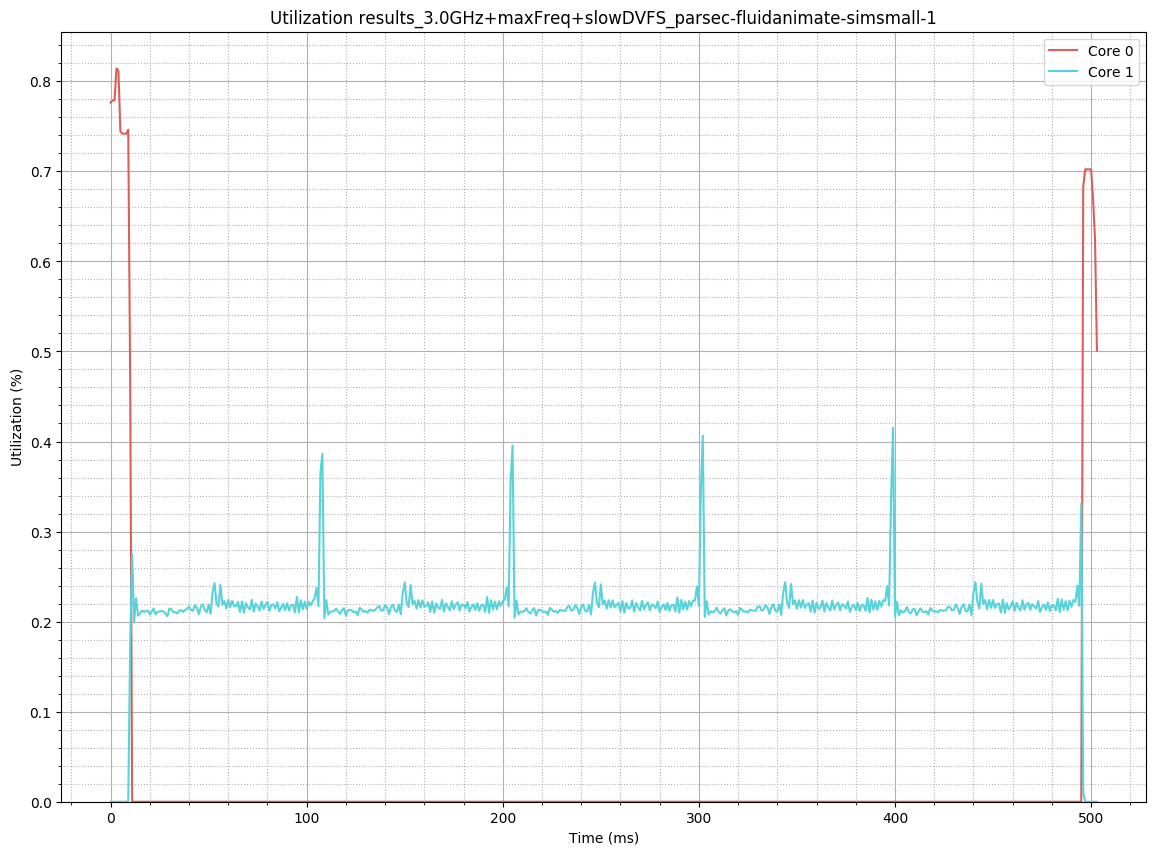 Utilization results_3.0GHz+maxFreq+slowDVFS_parsec-fluidanimate-simsmall-1
Core 0
Core 1
Utilization (%)
0.8
0.7
0.6
0.5
0.4
0.3
0.2
0.1
0.0
0 100 200 300 400 500
Time (ms)